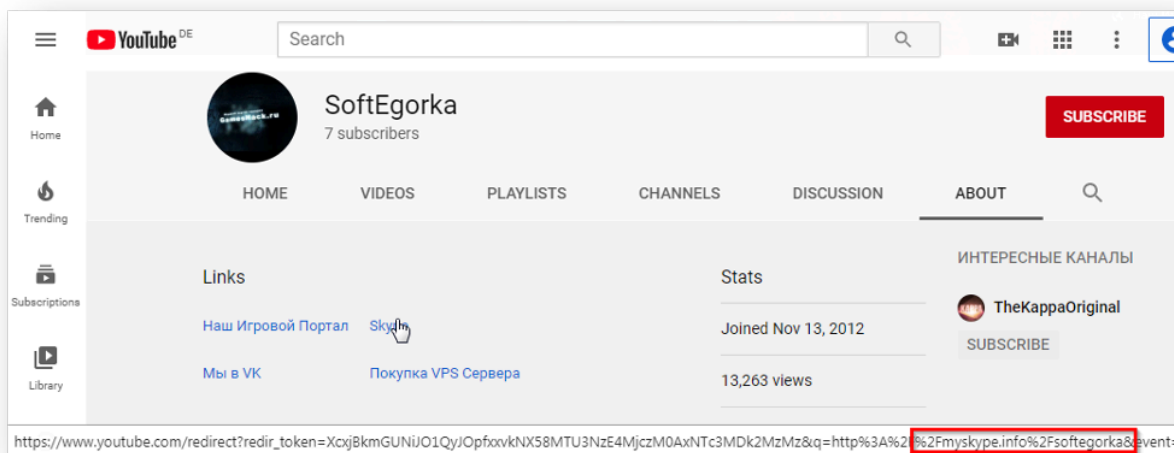 YouTube DE
Search
SoftEgorka
7 subscribers
SUBSCRIBE
Home
HOME VIDEOS PLAYLISTS CHANNELS DISCUSSION ABOUT
Trending
Links
Наш Игровой Портал
Мы в VK Покупка VPS Сервера
Stats
Joined Nov 13, 2012
13,263 views
ИНТЕРЕСНЫЕ КАНАЛЫ
TheKappaOriginal
SUBSCRIBE
Subscriptions
Library
GamesHack.ru
https://www.youtube.com/redirect?redir_token=XcxjBkmGUNiJO1QyJOpfxxvkNX58MTU3NzE4MjczM0AxNTc3MDk2MzMz&q=http%3A%2F%2Fmyskype.info%2Fsoftegorka&event=